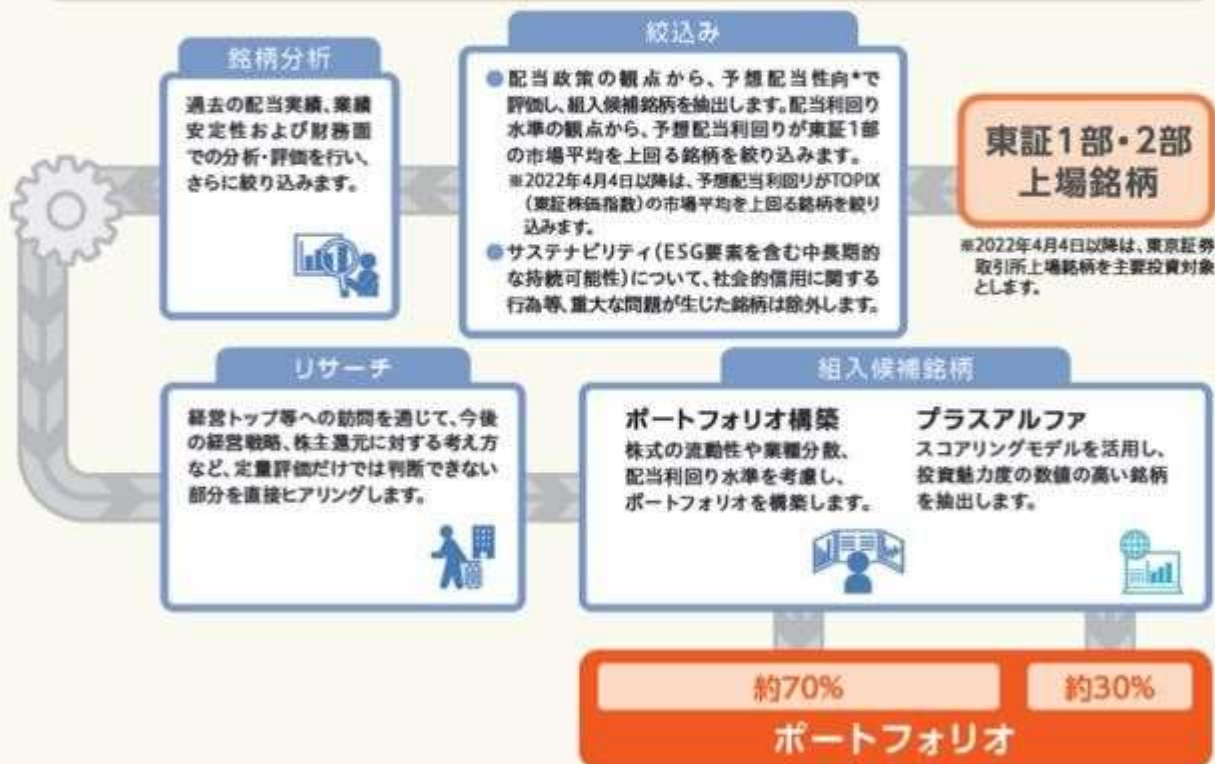 東証1部・2部
上場銘柄
※2022年4月4日以降は、東京証券
取引所上場銘柄を主要投資対象
とします。
絞込み
●配当政策の観点から、予想配当性向*で
評価し、組入候補銘柄を抽出します。配当利回り
水準の観点から、予想配当利回りが東証1部
の市場平均を上回る銘柄を絞り込みます。
※2022年4月4日以降は、予想配当利回りがTOPIX
(東証株価指数)の市場平均を上回る銘柄を絞り
込みます。
●サステナビリティ(ESG要素を含む中長期的
な持続可能性)について、社会的信用に関する
行為等、重大な問題が生じた銘柄は除外します。
銘柄分析
過去の配当実績、業績
安定性および財務面
での分析・評価を行い、
さらに絞り込みます。
リサーチ
経営トップ等への訪問を通じて、今後
の経営戦略、株主還元に対する考え方
など、定量評価だけでは判断できない
部分を直接ヒアリングします。
組入候補銘柄
ポートフォリオ構築
株式の流動性や業種分散、
配当利回り水準を考慮し、
ポートフォリオを構築します。
プラスアルファ
スコアリングモデルを活用し、
投資魅力度の数値の高い銘柄
を抽出します。
約70%
約30%
ポートフォリオ